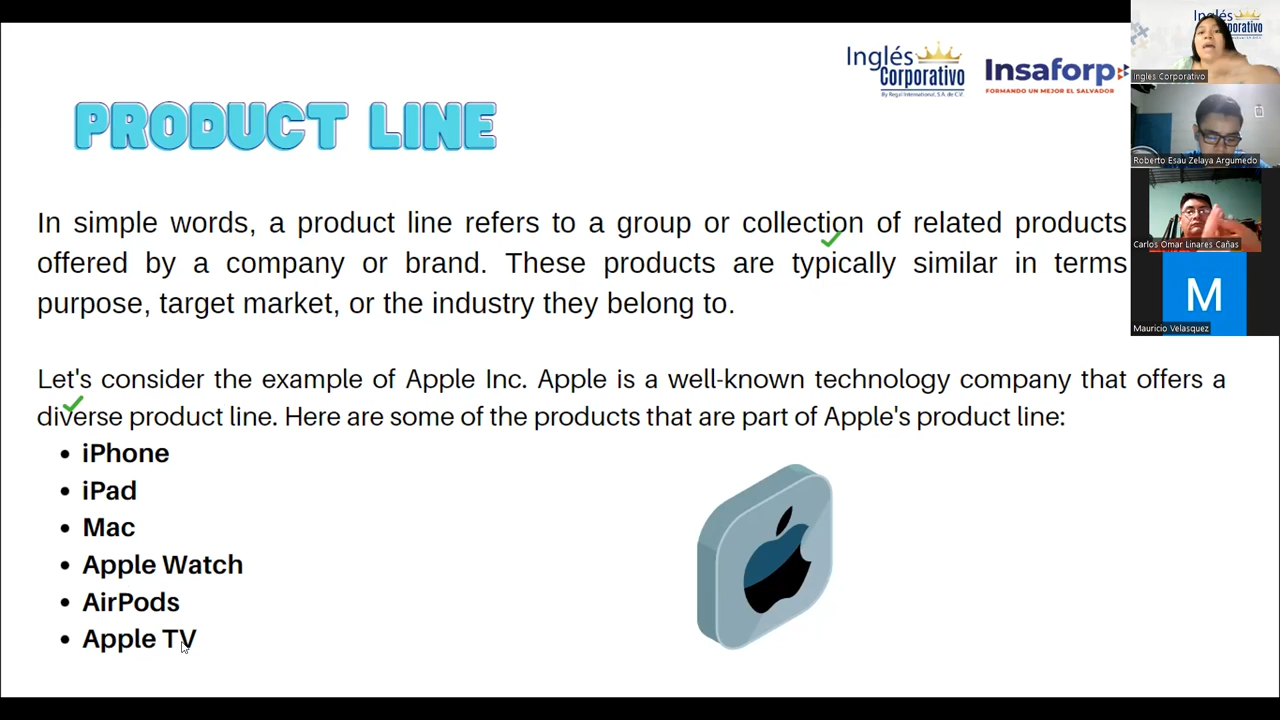 Inglés
Corporativo
By Regal International, S.A. de C.V.
Insaforp
FORMANDO UN MEJOR EL SALVADOR
PRODUCT LINE
In simple words, a product line refers to a group or collection of related products
offered by a company or brand. These products are typically similar in terms
purpose, target market, or the industry they belong to.
Let's consider the example of Apple Inc. Apple is a well-known technology company that offers a
diverse product line. Here are some of the products that are part of Apple's product line:
• iPhone
• iPad
• Mac
• Apple Watch
• AirPods
• Apple TV
Inglés
Ingles Corporativo
Roberto Esau Zelaya Argumedo
Carlos Omar Linares Cañas
M
Mauricio Velasquez